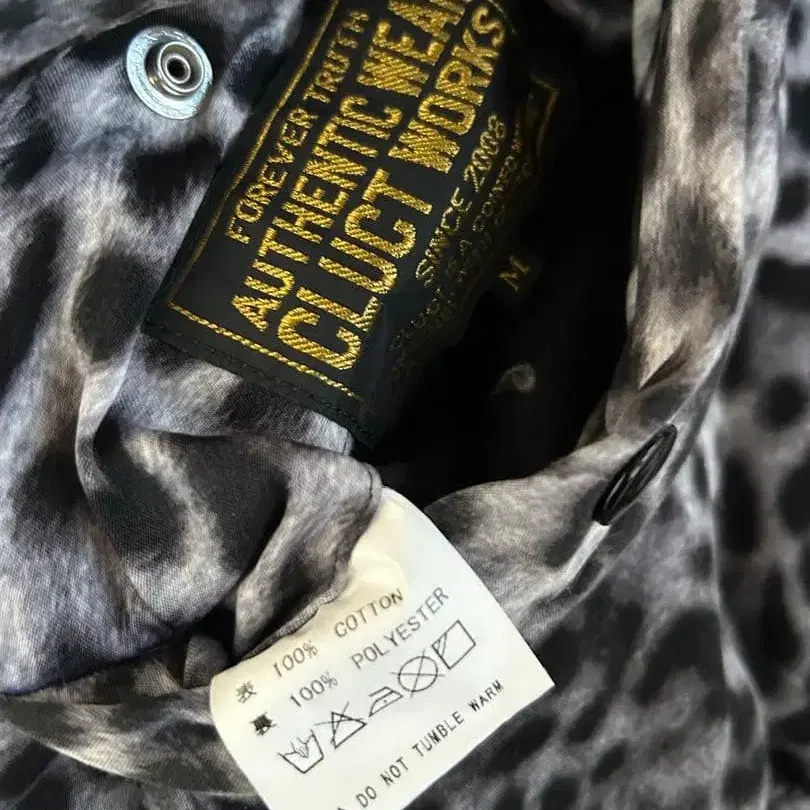 FOREVER TRUTH
AUTHENTIC WEAR
CLUCT WORKS
SINCE 2008
M
表 100% COTTON
裏 100% POLYESTER
DO NOT TUMBLE WARM